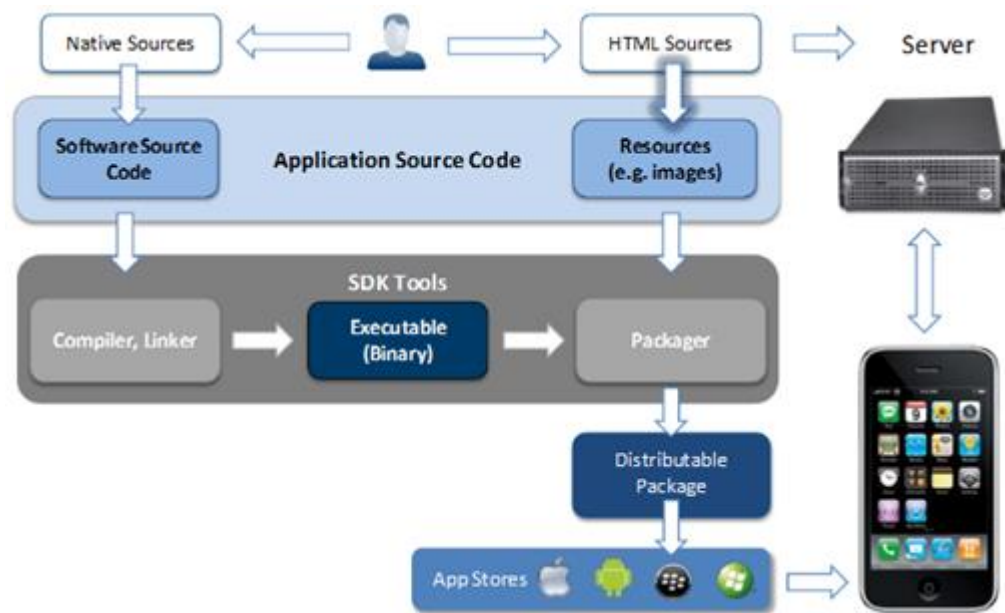 Native Sources
HTML Sources
Server
Software Source
Code
Application Source Code
Resources
(e.g. images)
SDK Tools
Compiler, Linker
Executable
(Binary)
Packager
Distributable
Package
App Stores